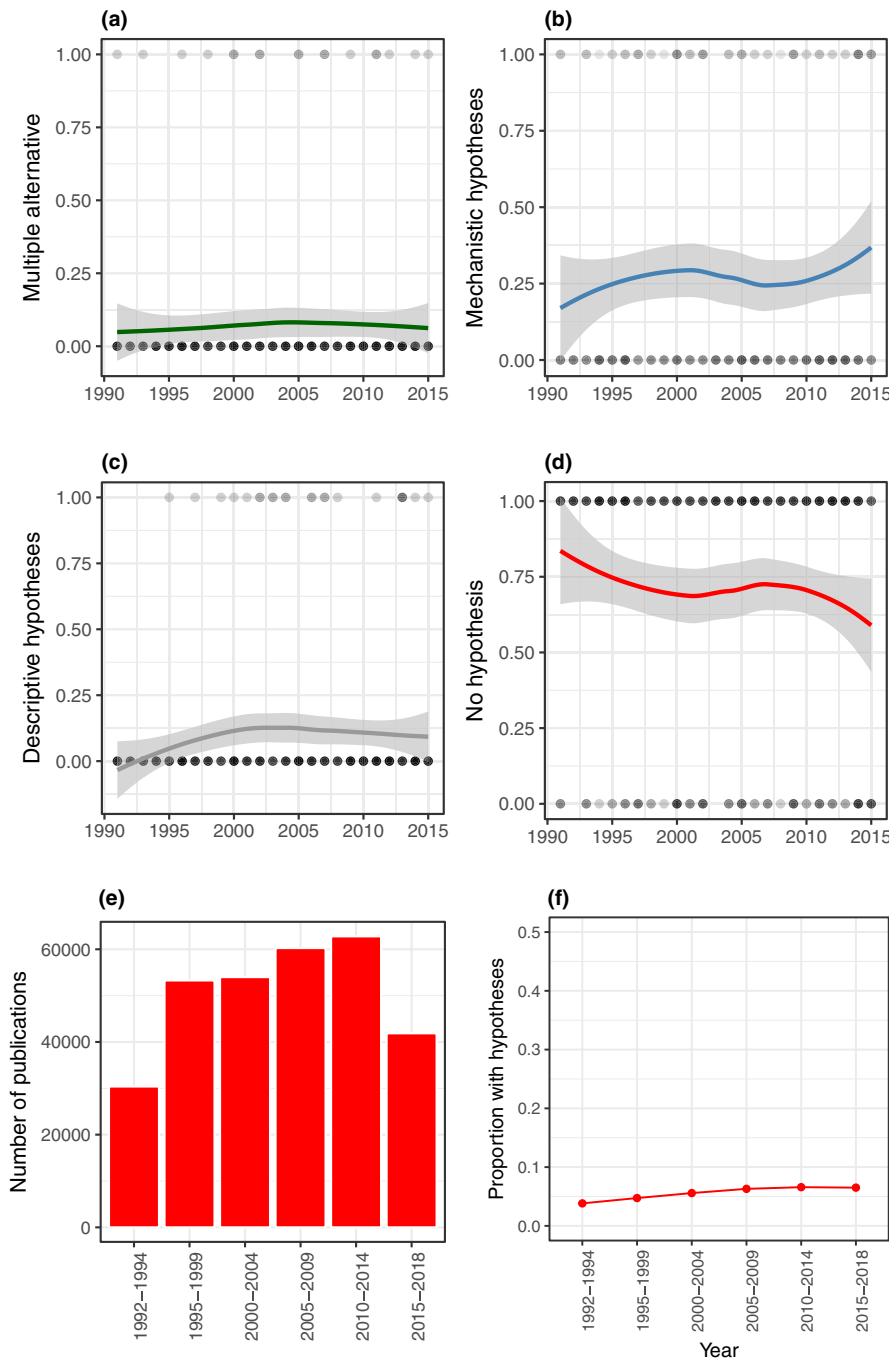 (a)
Multiple alternative
1.00
0.75
0.50
0.25
0.00
1990 1995 2000 2005 2010 2015
(b)
Mechanistic hypotheses
1.00
0.75
0.50
0.25
0.00
1990 1995 2000 2005 2010 2015
(c)
Descriptive hypotheses
1.00
0.75
0.50
0.25
0.00
1990 1995 2000 2005 2010 2015
(d)
No hypothesis
1.00
0.75
0.50
0.25
0.00
1990 1995 2000 2005 2010 2015
(e)
Number of publications
60000
40000
20000
0
1992−1994
1995−1999
2000−2004
2005−2009
2010−2014
2015−2018
(f)
Proportion with hypotheses
0.5
0.4
0.3
0.2
0.1
0.0
1992−1994
1995−1999
2000−2004
2005−2009
2010−2014
2015−2018
Year